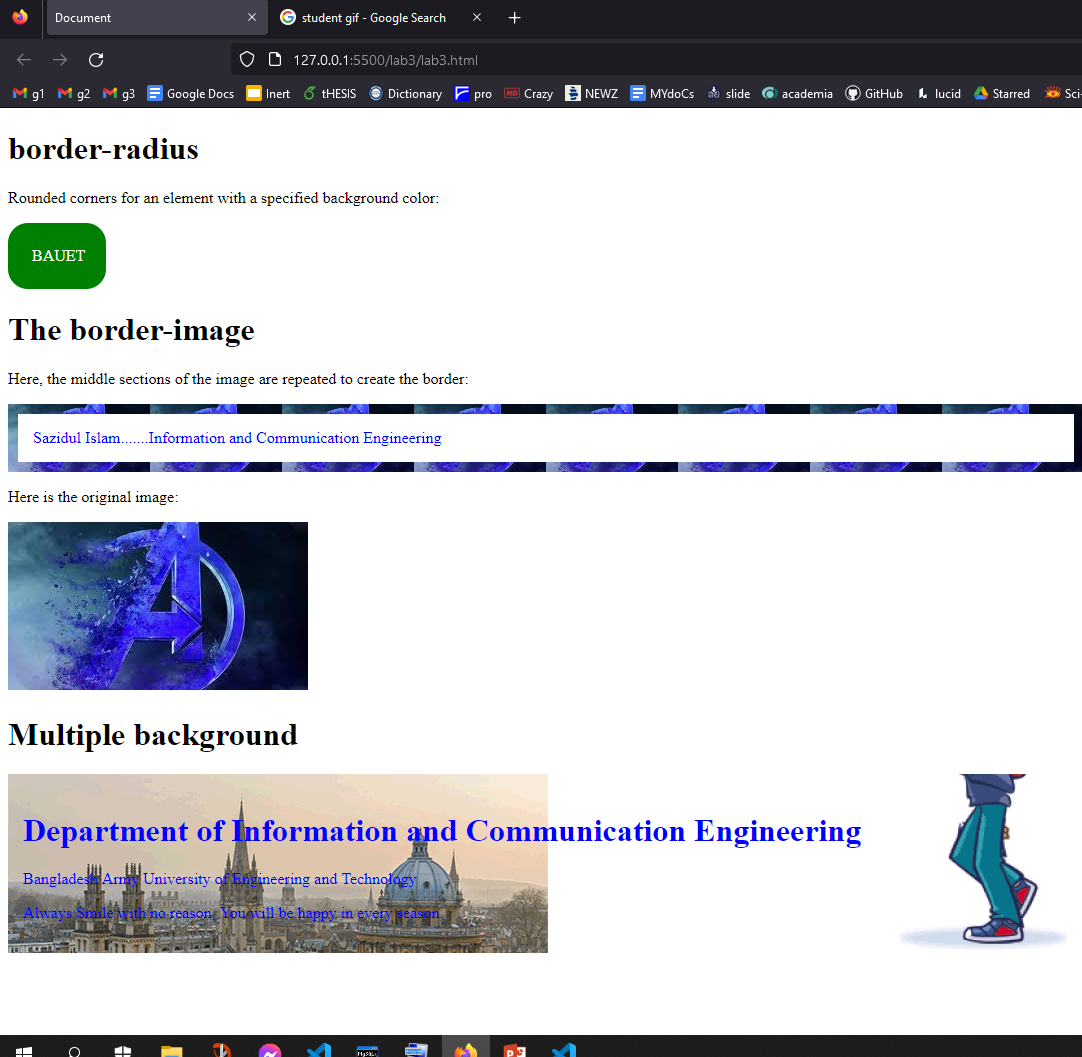 Document
student gif - Google Search
127.0.0.1:5500/lab3/lab3.html
g1 g2 g3 Google Docs Inert tHESIS Dictionary pro Crazy NEWZ MYdoCs slide academia GitHub lucid Starred Sci-
border-radius
Rounded corners for an element with a specified background color:
BAUET
The border-image
Here, the middle sections of the image are repeated to create the border:
Sazidul Islam.......Information and Communication Engineering
Here is the original image:
Multiple background
Department of Information and Communication Engineering
Bangladesh Army University of Engineering and Technology
Always Smile with no reason, You will be happy in every season